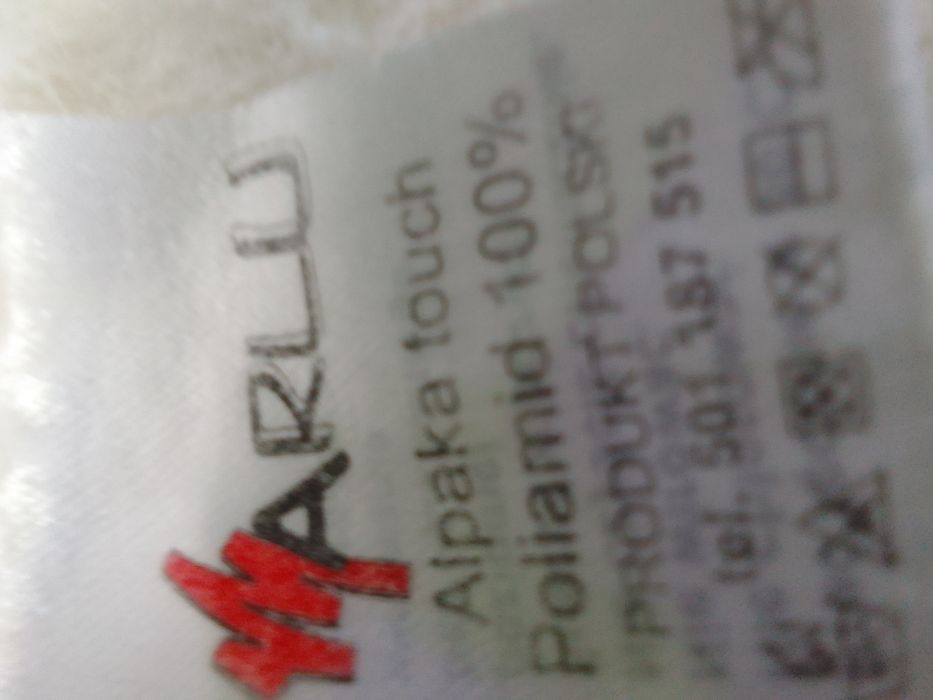 MARLU
Alpaka touch
Poliamid 100%
PRODUKT POLSKI
tel. 501 187 515